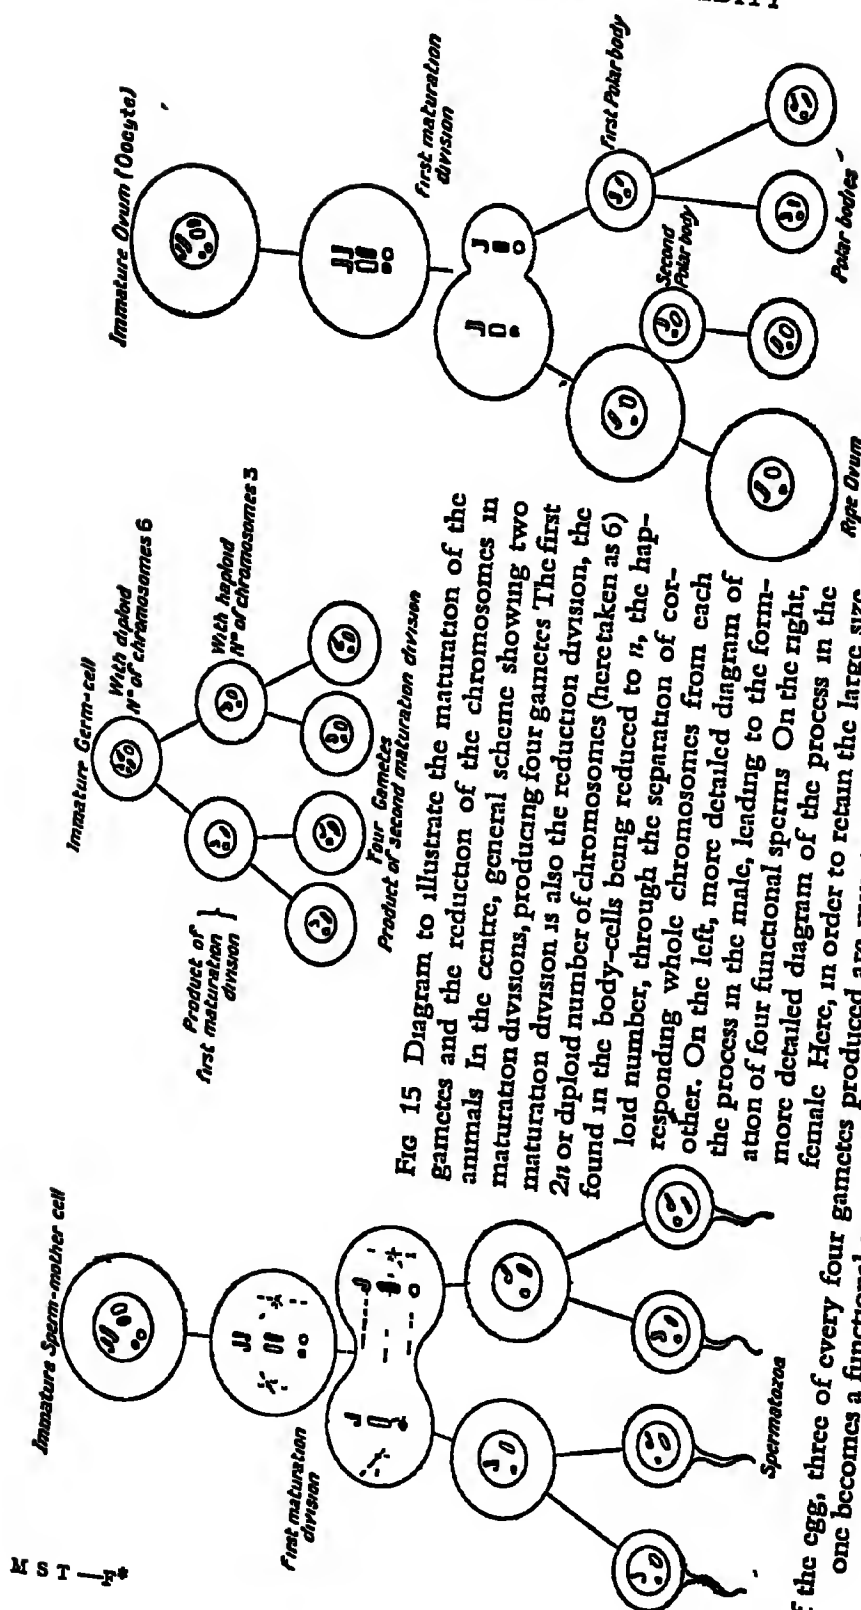 Immature Sperm-mother cell
First maturation
division
Spermatozoa
Immature Germ-cell
With diploid
Nº of chromosomes 6
With haploid
Nº of chromosomes 3
Product of
first maturation
division
Four Gametes
Product of second maturation division
Immature Ovum (Oocyte)
First maturation
division
First Polar body
Second
Polar body
Polar bodies
Ripe Ovum
FIG 15 Diagram to illustrate the maturation of the
gametes and the reduction of the chromosomes in
animals In the centre, general scheme showing two
maturation divisions, producing four gametes The first
maturation division is also the reduction division, the
2n or diploid number of chromosomes (here taken as 6)
found in the body-cells being reduced to n, the hap-
loid number, through the separation of cor-
responding whole chromosomes from each
other. On the left, more detailed diagram of
the process in the male, leading to the form-
ation of four functional sperms On the right,
more detailed diagram of the process in the
female Here, in order to retain the large size
of the egg, three of every four gametes produced are
one becomes a functional
MST—